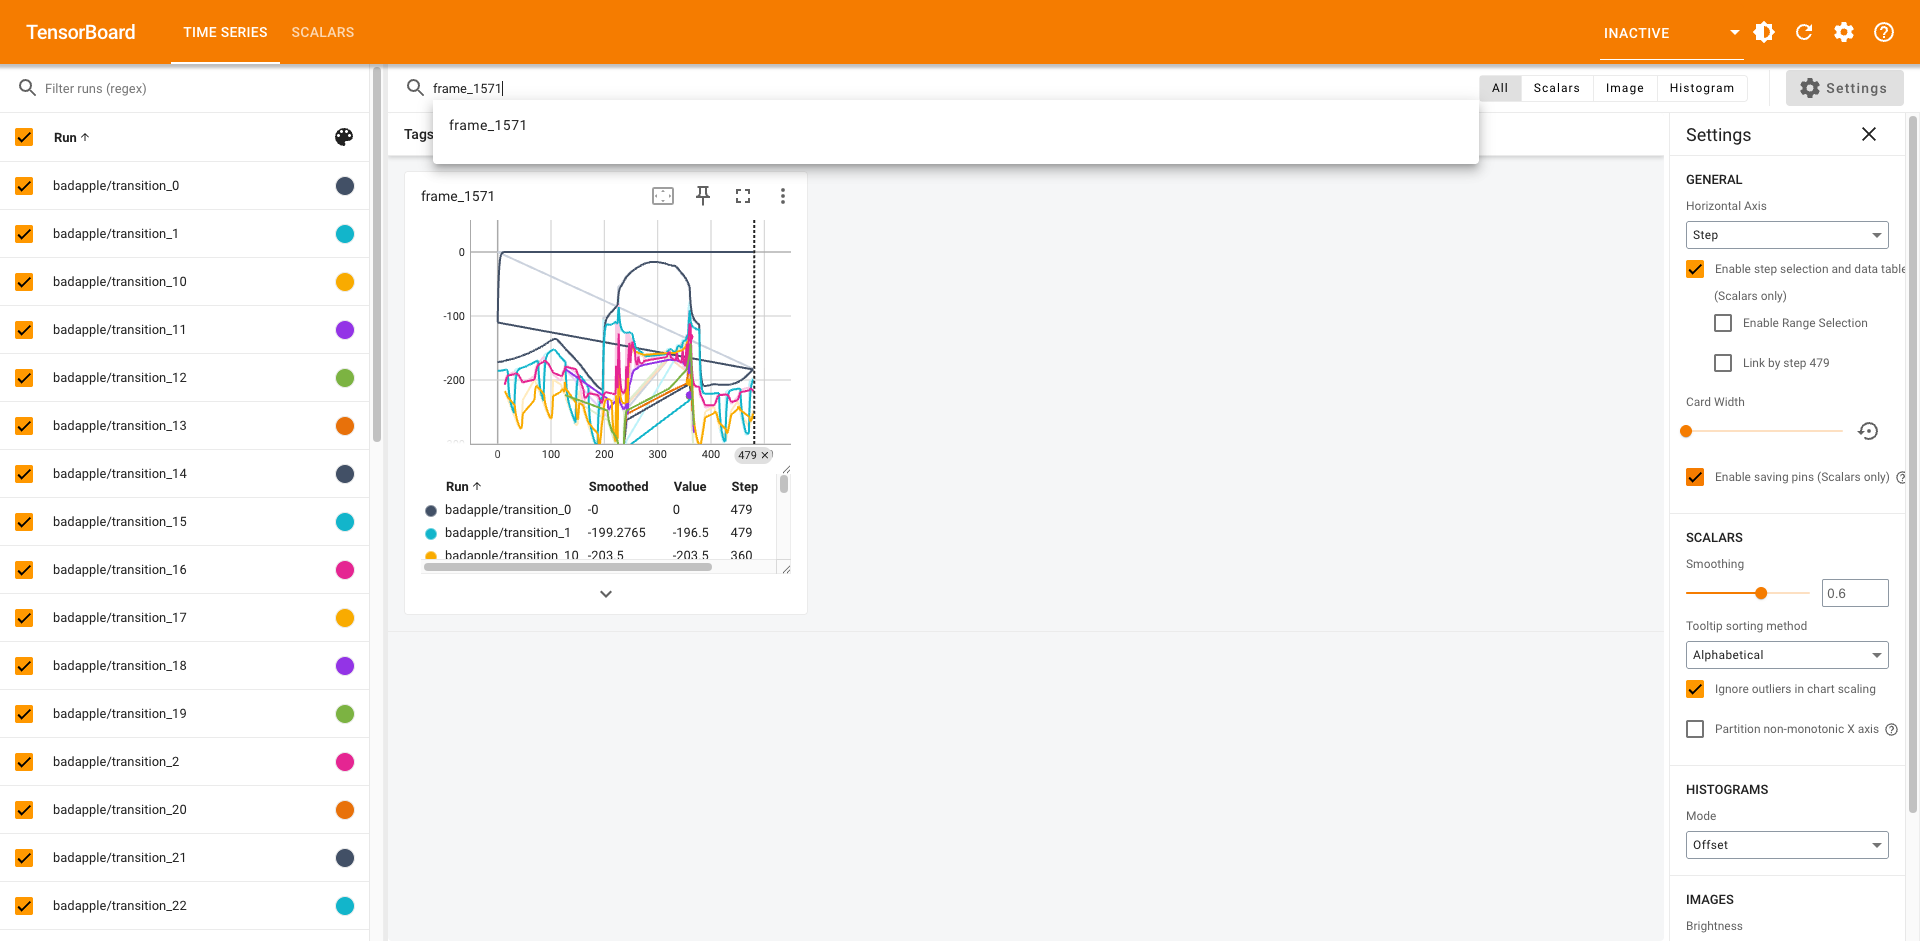 TensorBoard
TIME SERIES
SCALARS
INACTIVE
Filter runs (regex)
frame_1571
All
Scalars
Image
Histogram
Settings
frame_1571
Tags
Run
badapple/transition_0
badapple/transition_1
badapple/transition_10
badapple/transition_11
badapple/transition_12
badapple/transition_13
badapple/transition_14
badapple/transition_15
badapple/transition_16
badapple/transition_17
badapple/transition_18
badapple/transition_19
badapple/transition_2
badapple/transition_20
badapple/transition_21
badapple/transition_22
frame_1571
0
-100
-200
0
100
200
300
400
479
Run
Smoothed
Value
Step
badapple/transition_0
-0
0
479
badapple/transition_1
-199.2765
-196.5
479
badapple/transition_10
-203.5
-203.5
360
Settings
GENERAL
Horizontal Axis
Step
Enable step selection and data table
(Scalars only)
Enable Range Selection
Link by step 479
Card Width
Enable saving pins (Scalars only)
SCALARS
Smoothing
0.6
Tooltip sorting method
Alphabetical
Ignore outliers in chart scaling
Partition non-monotonic X axis
HISTOGRAMS
Mode
Offset
IMAGES
Brightness